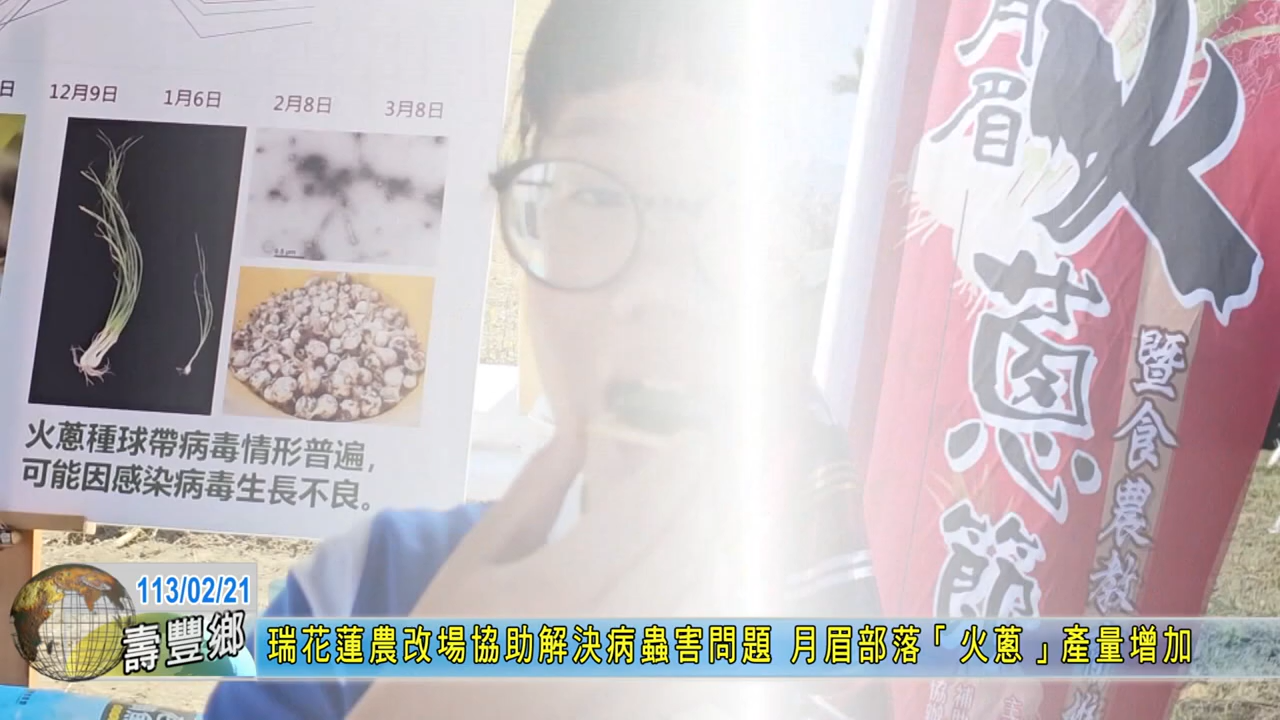 日 12月9日 1月6日 2月8日 3月8日
火蔥種球帶病毒情形普遍,
可能因感染病毒生長不良。
月眉
火蔥節
暨食農教
113/02/21
壽豐鄉
瑞花蓮農改場協助解決病蟲害問題 月眉部落「火蔥」產量增加